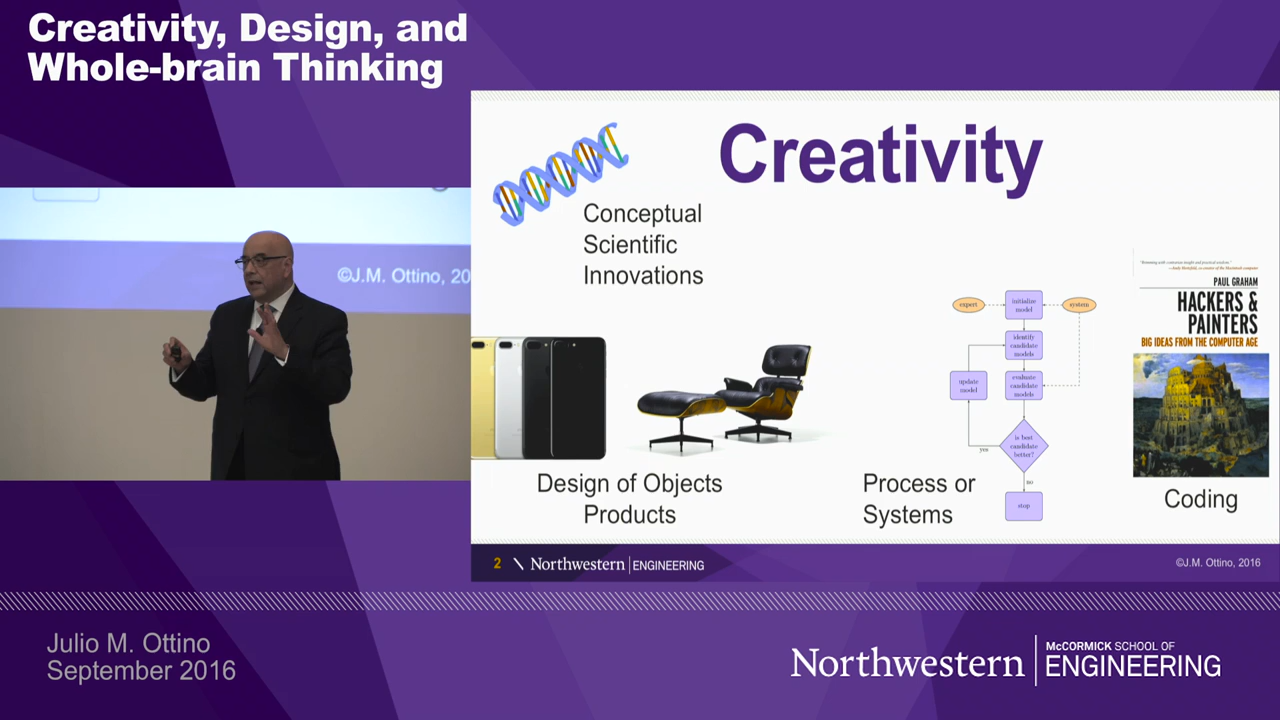 Creativity, Design, and
Whole-brain Thinking
©J.M. Ottino, 20
Creativity
Conceptual
Scientific
Innovations
Design of Objects
Products
Process or
Systems
expert
initialize
model
system
identify
candidate
models
update
model
evaluate
candidate
models
is best
candidate
better?
yes
no
stop
PAUL GRAHAM
HACKERS &
PAINTERS
BIG IDEAS FROM THE COMPUTER AGE
Coding
2
Northwestern | ENGINEERING
©J.M. Ottino, 2016
Julio M. Ottino
September 2016
Northwestern
McCORMICK SCHOOL OF
ENGINEERING